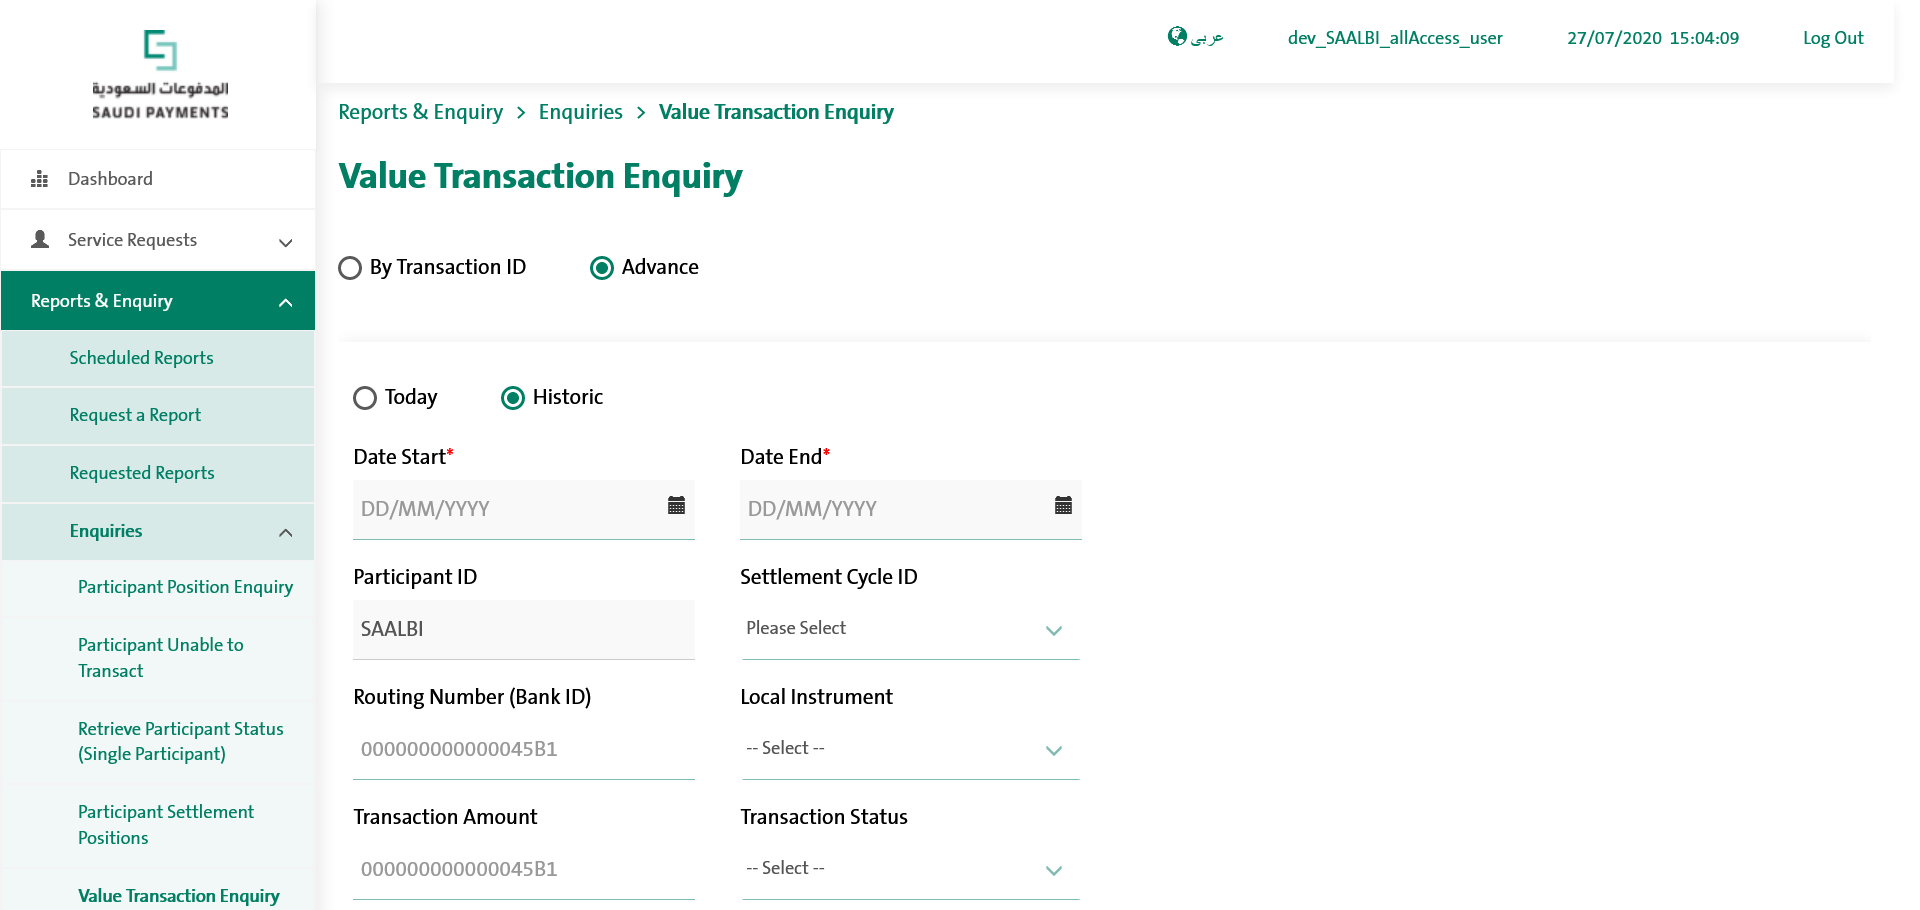 المدفوعات السعودية
SAUDI PAYMENTS
عربى
dev_SAALBI_allAccess_user
27/07/2020 15:04:09
Log Out
Dashboard
Service Requests
Reports & Enquiry
Scheduled Reports
Request a Report
Requested Reports
Enquiries
Participant Position Enquiry
Participant Unable to
Transact
Retrieve Participant Status
(Single Participant)
Participant Settlement
Positions
Value Transaction Enquiry
Reports & Enquiry > Enquiries > Value Transaction Enquiry
Value Transaction Enquiry
By Transaction ID
Advance
Today
Historic
Date Start*
Date End*
DD/MM/YYYY
DD/MM/YYYY
Participant ID
Settlement Cycle ID
SAALBI
Please Select
Routing Number (Bank ID)
Local Instrument
000000000000045B1
-- Select --
Transaction Amount
Transaction Status
000000000000045B1
-- Select --